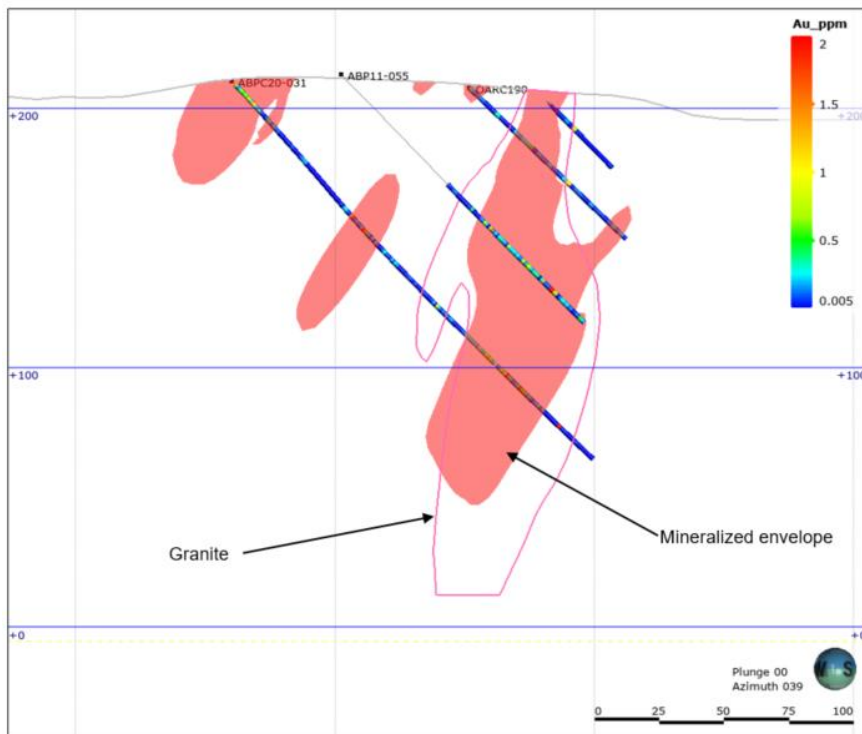 Au_ppm
2
1.5
1
0.5
0.005
ABPC20-031
ABP11-055
OARC190
+200
+200
+100
+100
Granite
Mineralized envelope
+0
+0
Plunge 00
Azimuth 039
W S
0 25 50 75 100